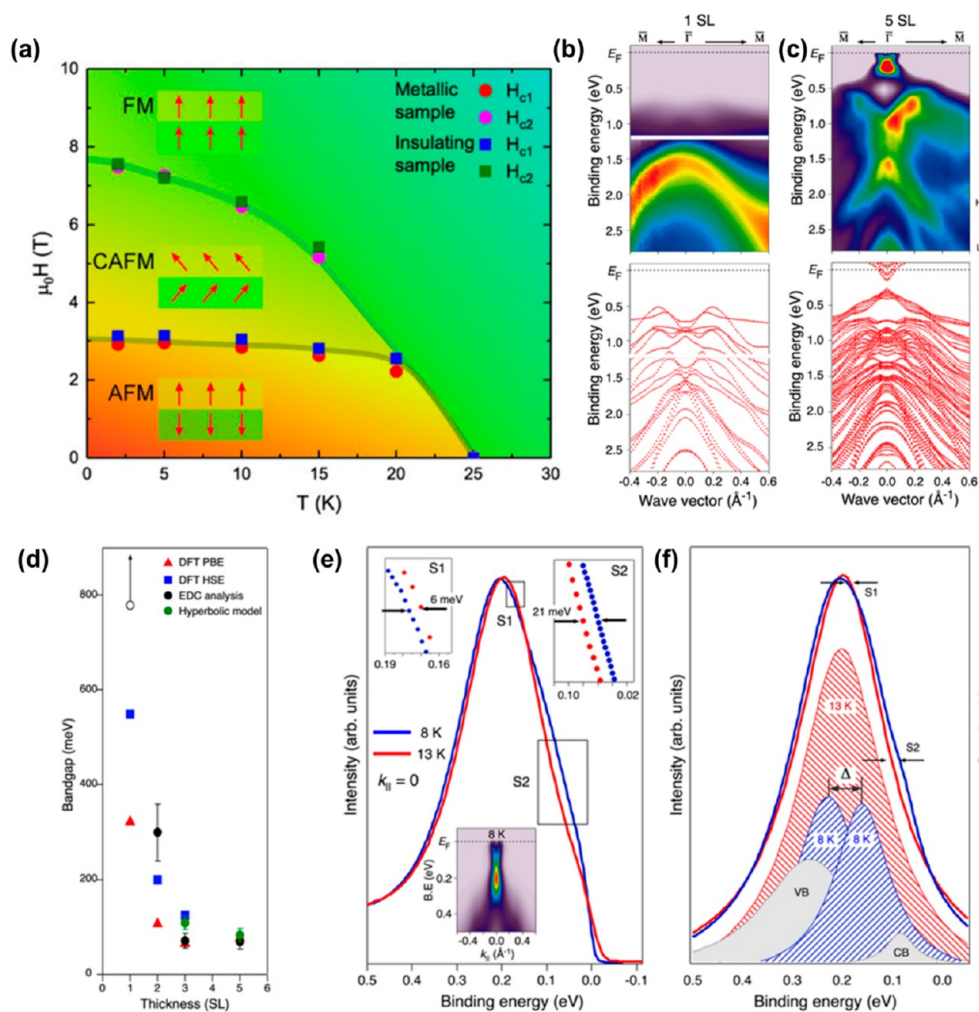 (a)
10
8
6
4
2
0
μ₀H (T)
0 5 10 15 20 25 30
T (K)
FM
CAFM
AFM
Metallic sample
Hc1
Hc2
Insulating sample
Hc1
Hc2
(b)
1 SL
M̅ Γ̅ M̅
EF
0.5
1.0
1.5
2.0
2.5
Binding energy (eV)
EF
0.5
1.0
1.5
2.0
2.5
Binding energy (eV)
-0.4 -0.2 0.0 0.2 0.4 0.6
Wave vector (Å⁻¹)
(c)
5 SL
M̅ Γ̅ M̅
EF
0.5
1.0
1.5
2.0
2.5
Binding energy (eV)
EF
0.5
1.0
1.5
2.0
2.5
Binding energy (eV)
-0.4 -0.2 0.0 0.2 0.4 0.6
Wave vector (Å⁻¹)
(d)
800
600
400
200
0
Bandgap (meV)
DFT PBE
DFT HSE
EDC analysis
Hyperbolic model
0 1 2 3 4 5 6
Thickness (SL)
(e)
Intensity (arb. units)
S1
6 meV
0.19 0.16
S1
S2
21 meV
0.10 0.02
8 K
13 K
k|| = 0
S2
8 K
EF
0.2
0.4
B.E (eV)
-0.4 0.0 0.4
k|| (Å⁻¹)
0.5 0.4 0.3 0.2 0.1 0.0 -0.1
Binding energy (eV)
(f)
Intensity (arb. units)
S1
13 K
S2
Δ
8 K 8 K
VB
CB
0.5 0.4 0.3 0.2 0.1 0.0
Binding energy (eV)